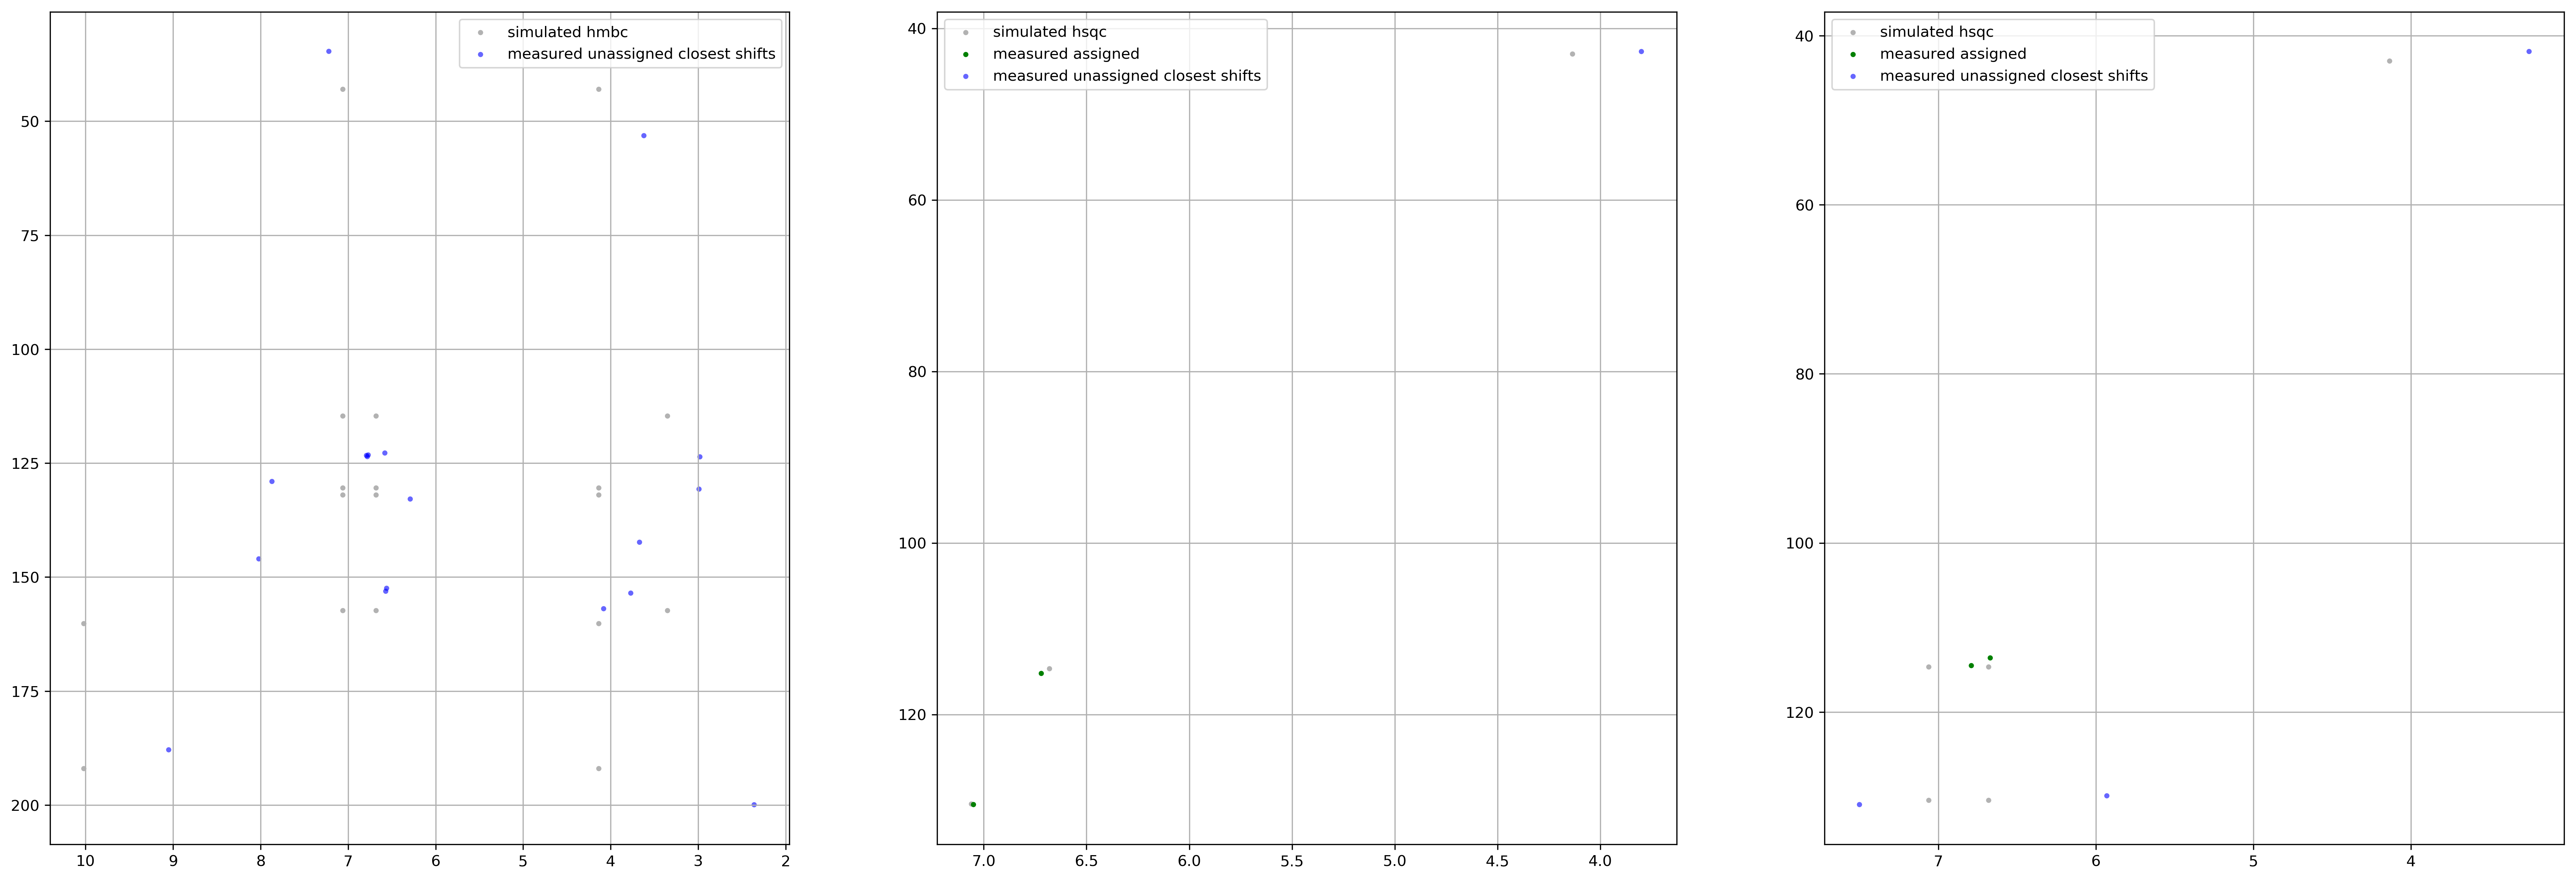 simulated hmbc
measured unassigned closest shifts
50
75
100
125
150
175
200
10 9 8 7 6 5 4 3 2
simulated hsqc
measured assigned
measured unassigned closest shifts
40
60
80
100
120
7.0 6.5 6.0 5.5 5.0 4.5 4.0
simulated hsqc
measured assigned
measured unassigned closest shifts
40
60
80
100
120
7 6 5 4